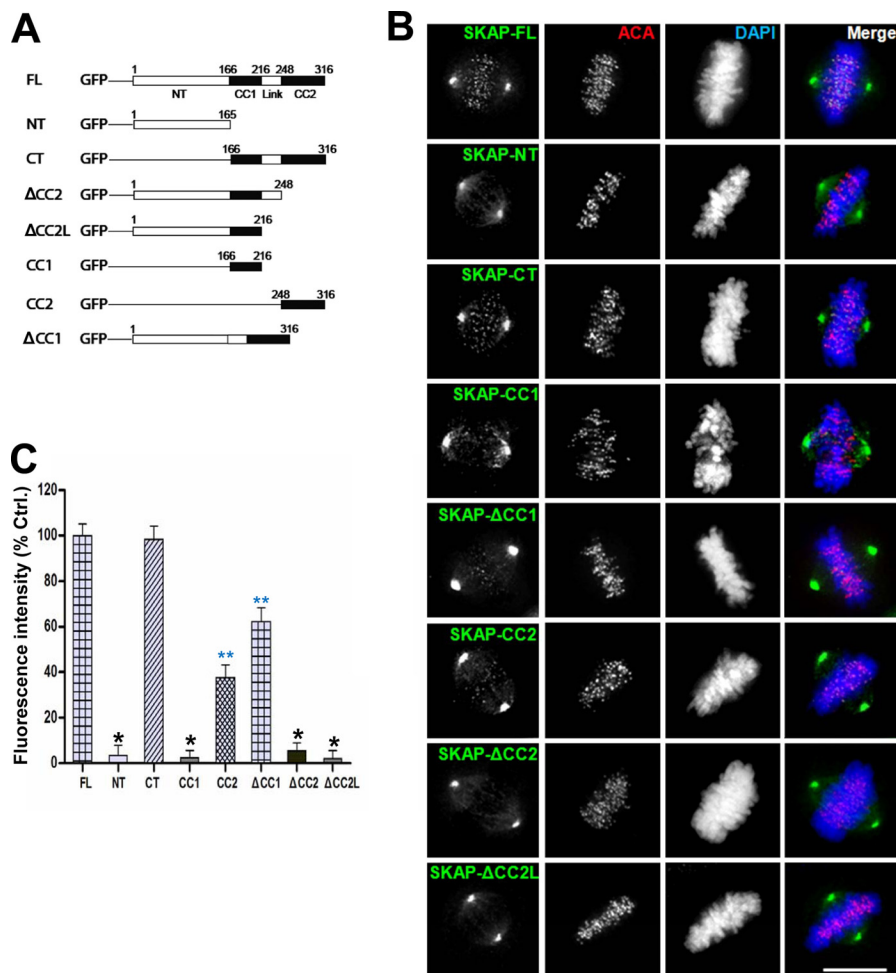 A
1 166 216 248 316
FL GFP
NT CC1 Link CC2
1 165
NT GFP
166 316
CT GFP
1 248
ΔCC2 GFP
1 216
ΔCC2L GFP
166 216
CC1 GFP
248 316
CC2 GFP
1 316
ΔCC1 GFP
B
SKAP-FL ACA DAPI Merge
SKAP-NT
SKAP-CT
SKAP-CC1
SKAP-ΔCC1
SKAP-CC2
SKAP-ΔCC2
SKAP-ΔCC2L
C
Fluorescence intensity (% Ctrl.)
120
100
80
60
40
20
0
* * ** ** * *
FL NT CT CC1 CC2 ΔCC1 ΔCC2 ΔCC2L